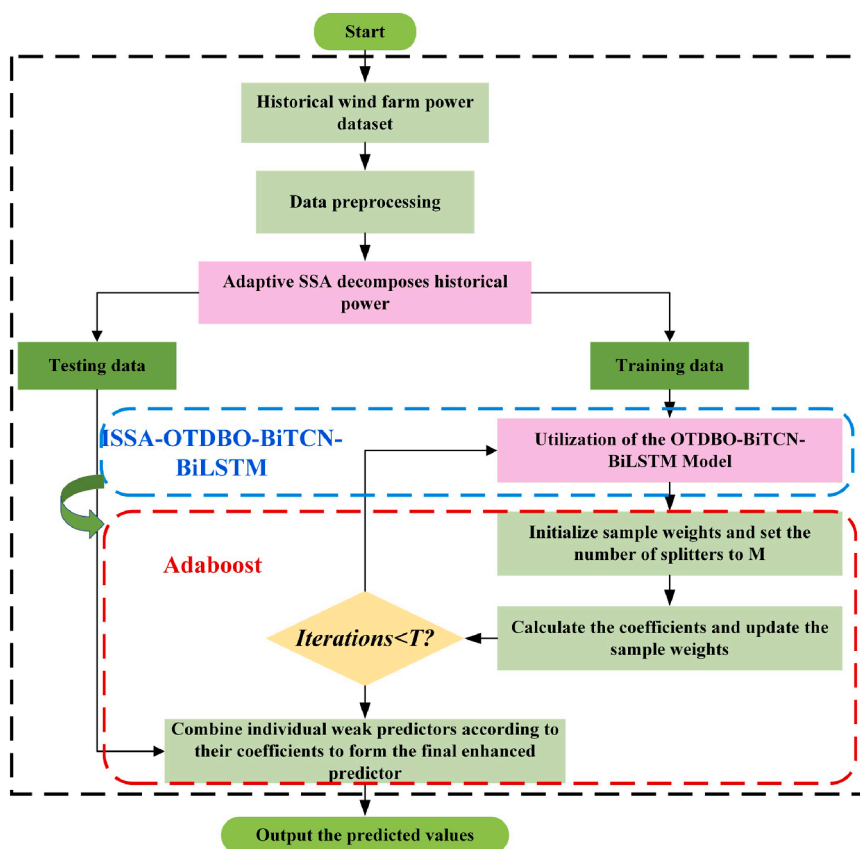 Start
Historical wind farm power
dataset
Data preprocessing
Adaptive SSA decomposes historical
power
Testing data
Training data
ISSA-OTDBO-BiTCN-
BiLSTM
Utilization of the OTDBO-BiTCN-
BiLSTM Model
Initialize sample weights and set the
number of splitters to M
Adaboost
Calculate the coefficients and update the
sample weights
Iterations<T?
Combine individual weak predictors according to
their coefficients to form the final enhanced
predictor
Output the predicted values